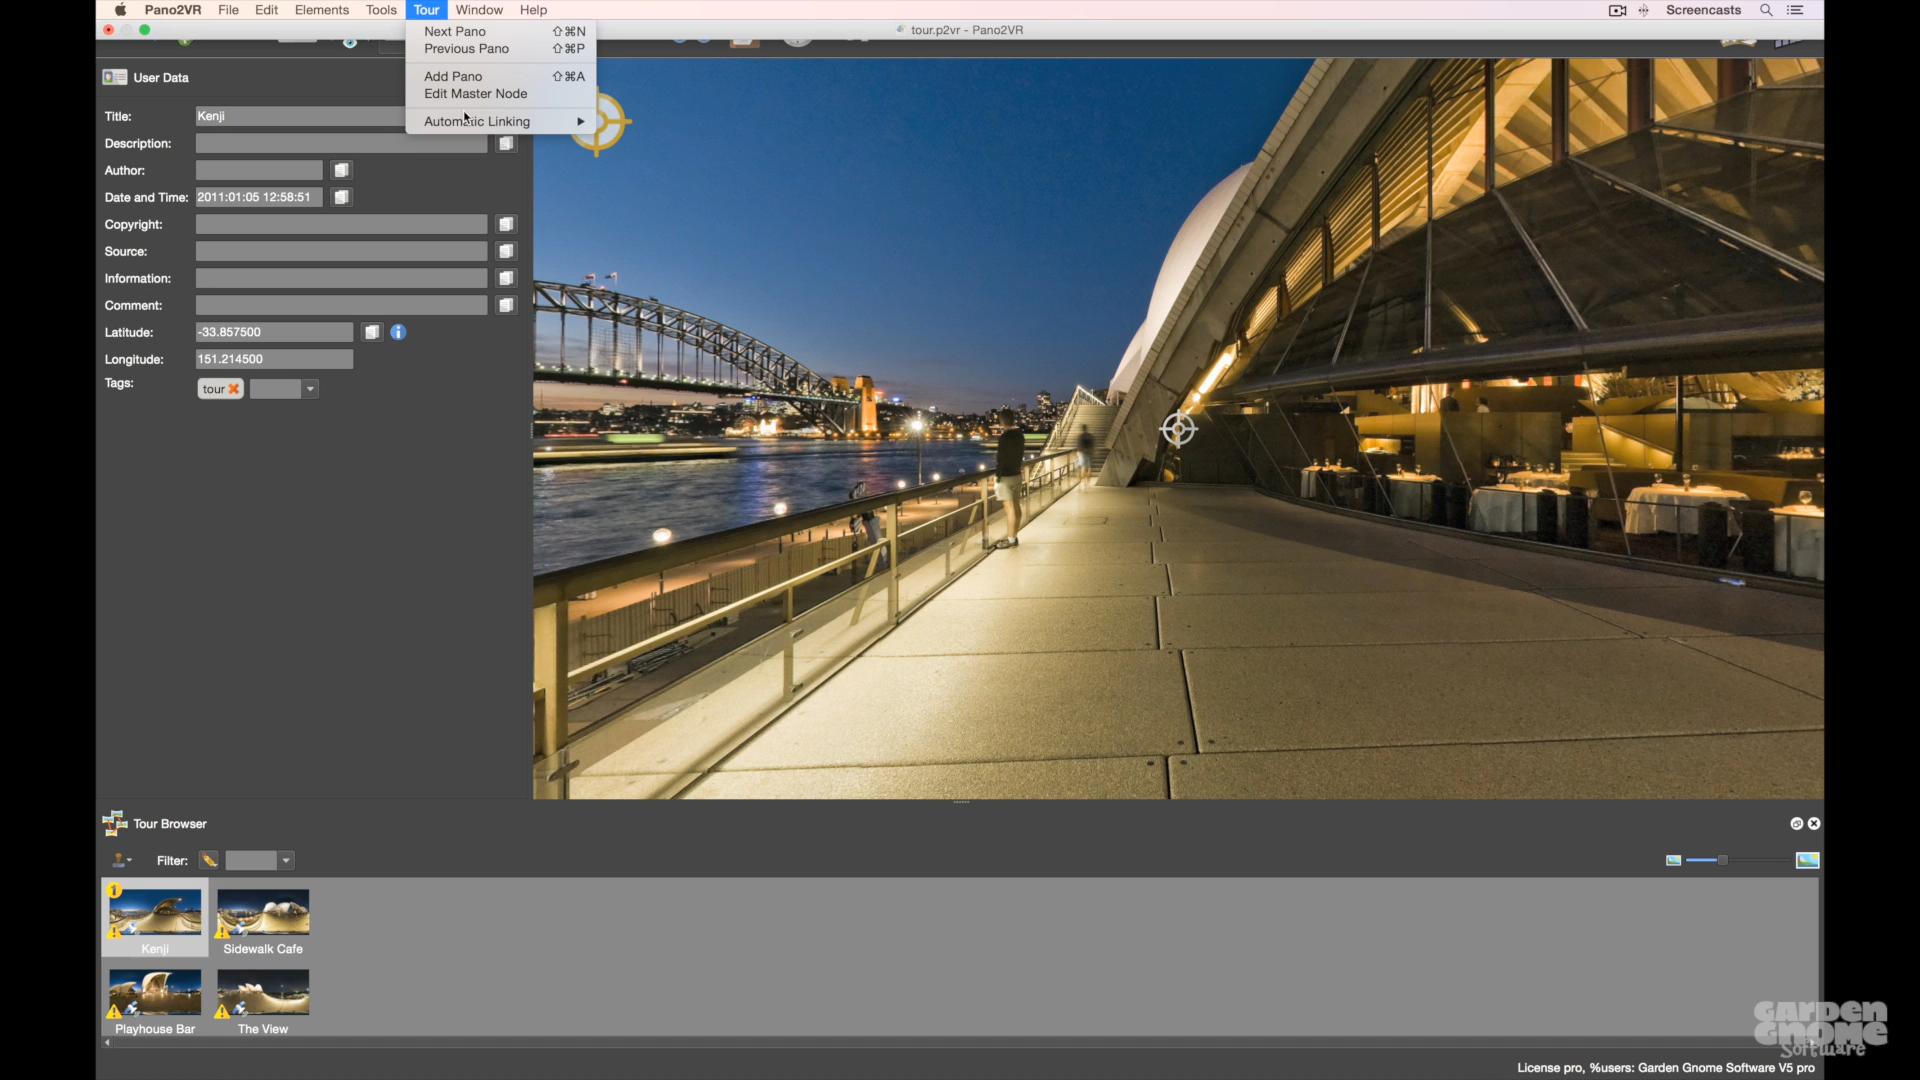 Pano2VR File Edit Elements Tools Tour Window Help Screencasts
tour.p2vr - Pano2VR
Next Pano ⇧⌘N
Previous Pano ⇧⌘P
Add Pano ⇧⌘A
Edit Master Node
Automatic Linking
User Data
Title: Kenji
Description:
Author:
Date and Time: 2011:01:05 12:58:51
Copyright:
Source:
Information:
Comment:
Latitude: -33.857500
Longitude: 151.214500
Tags: tour
Tour Browser
Filter:
1
Kenji Sidewalk Cafe
Playhouse Bar The View
GARDEN
GNOME
Software
License pro, %users: Garden Gnome Software V5 pro